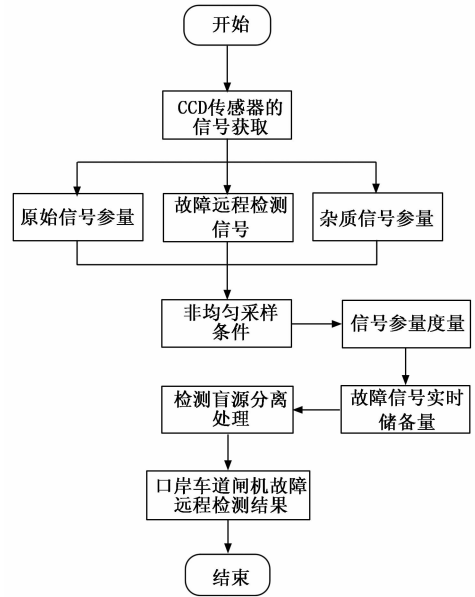 开始
CCD传感器的
信号获取
原始信号参量
故障远程检测
信号
杂质信号参量
非均匀采样
条件
信号参量度量
故障信号实时
储备量
检测盲源分离
处理
口岸车道闸机故障
远程检测结果
结束